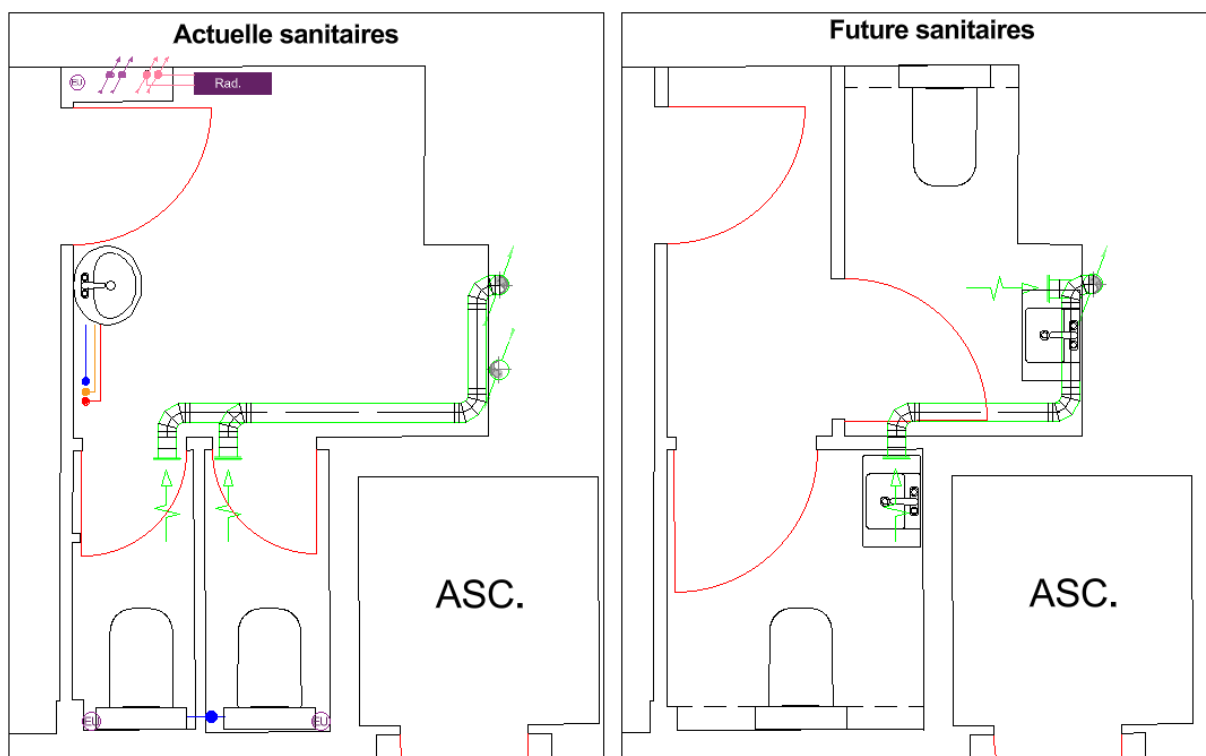 Actuelle sanitaires
EU
Rad.
EU
EU
ASC.
Future sanitaires
ASC.